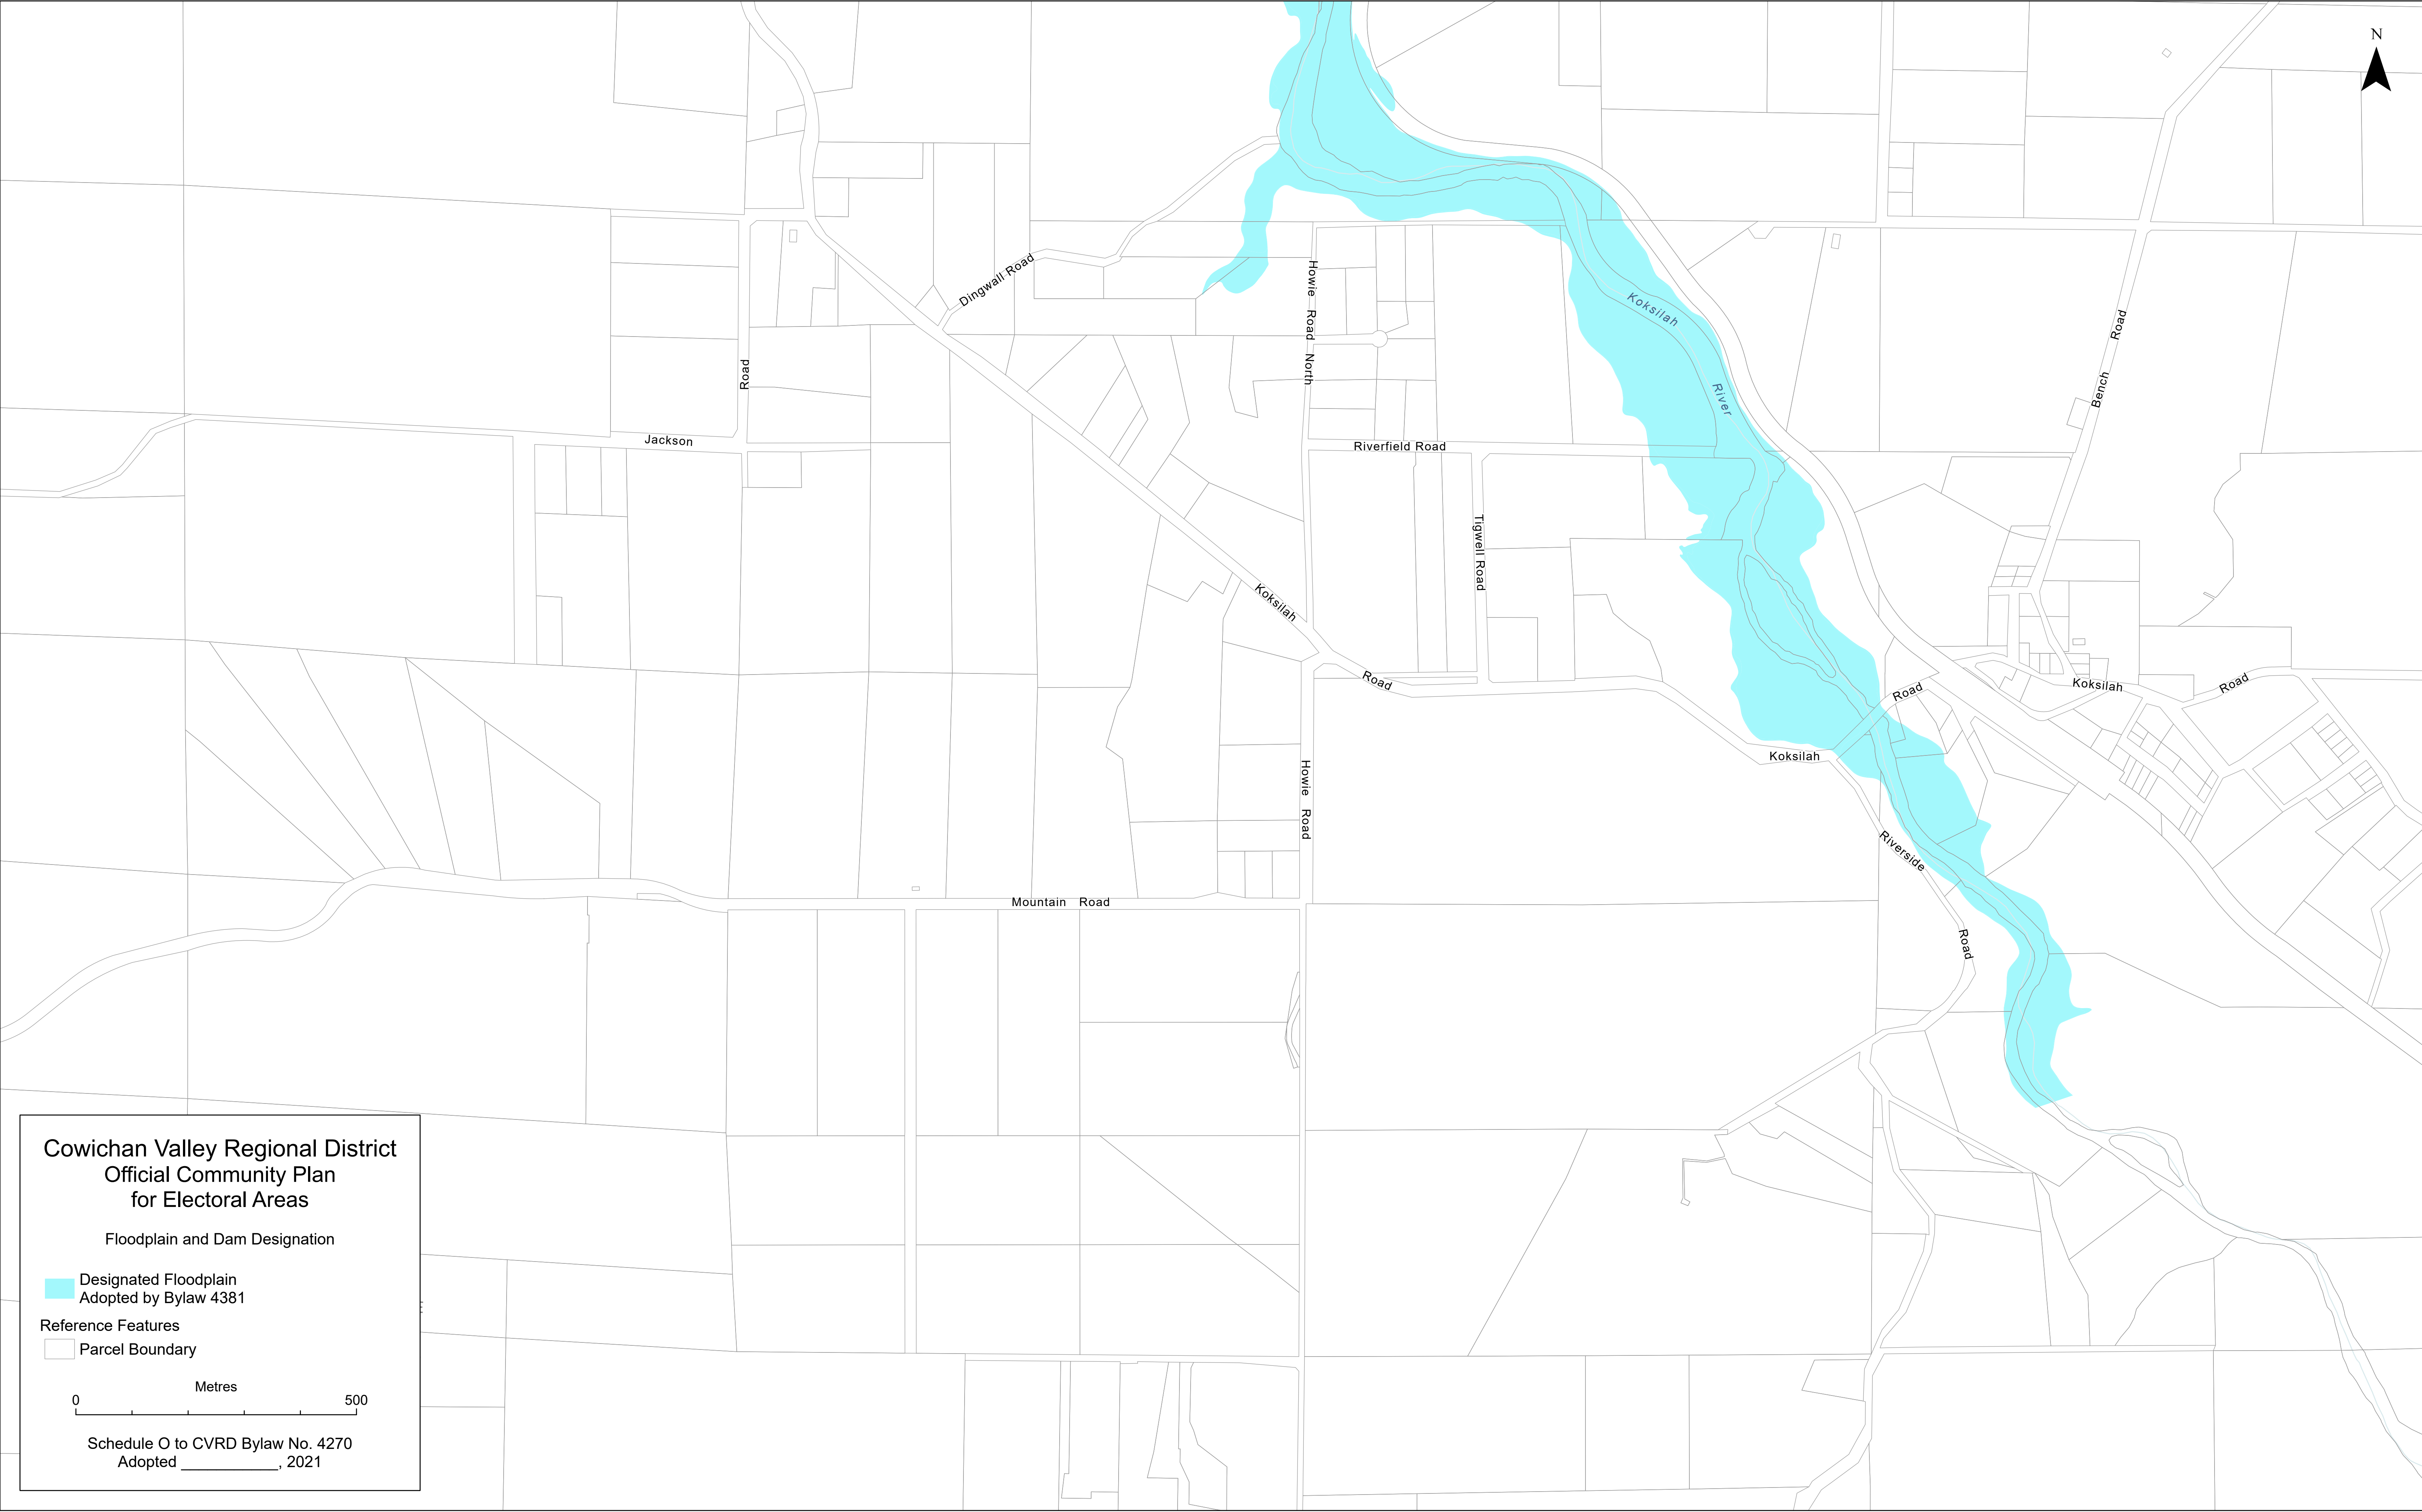 N
Dingwall Road
Howie Road North
Koksilah
River
Bench Road
Road
Jackson
Riverfield Road
Tigwell Road
Koksilah
Road
Road
Koksilah
Road
Koksilah
Howie Road
Riverside
Road
Mountain Road
Cowichan Valley Regional District
Official Community Plan
for Electoral Areas
Floodplain and Dam Designation
Designated Floodplain
Adopted by Bylaw 4381
Reference Features
Parcel Boundary
Metres
0 500
Schedule O to CVRD Bylaw No. 4270
Adopted ___________, 2021